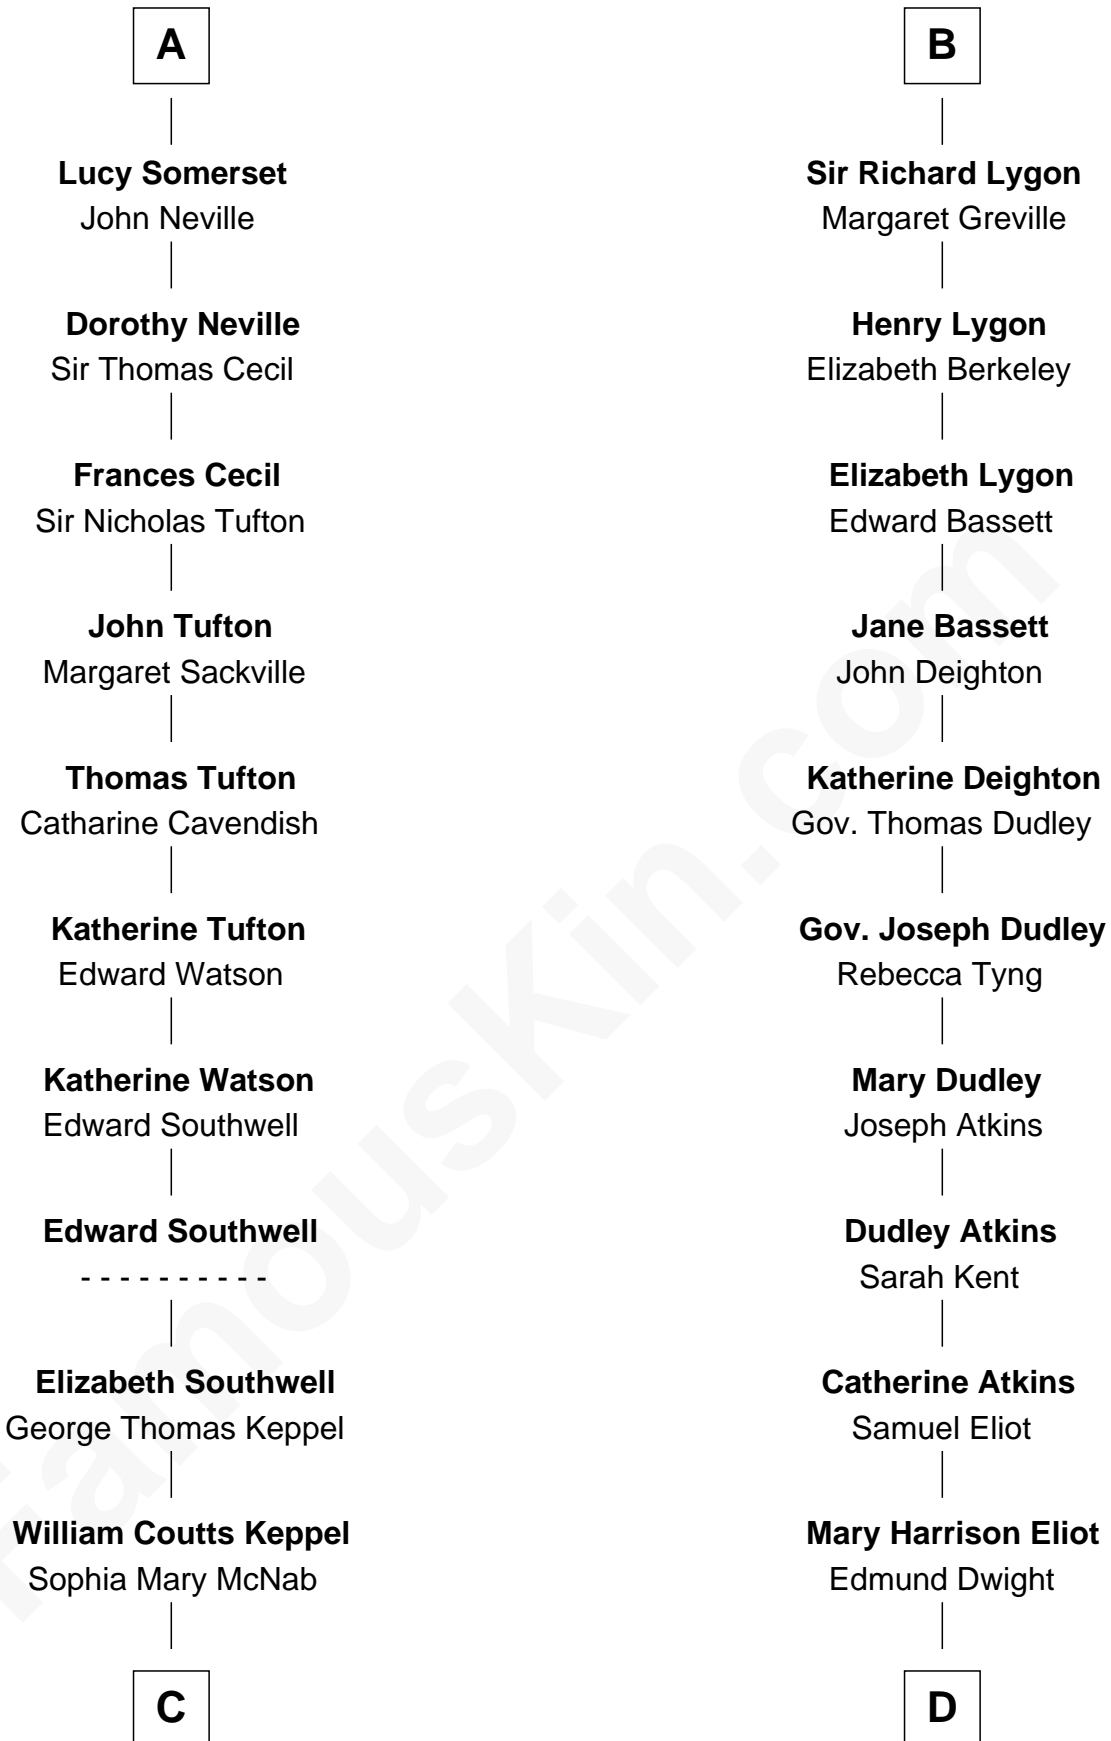 A
Lucy Somerset
John Neville
Dorothy Neville
Sir Thomas Cecil
Frances Cecil
Sir Nicholas Tufton
John Tufton
Margaret Sackville
Thomas Tufton
Catharine Cavendish
Katherine Tufton
Edward Watson
Katherine Watson
Edward Southwell
Edward Southwell
- - - - - - - - - -
Elizabeth Southwell
George Thomas Keppel
William Coutts Keppel
Sophia Mary McNab
C
B
Sir Richard Lygon
Margaret Greville
Henry Lygon
Elizabeth Berkeley
Elizabeth Lygon
Edward Bassett
Jane Bassett
John Deighton
Katherine Deighton
Gov. Thomas Dudley
Gov. Joseph Dudley
Rebecca Tyng
Mary Dudley
Joseph Atkins
Dudley Atkins
Sarah Kent
Catherine Atkins
Samuel Eliot
Mary Harrison Eliot
Edmund Dwight
D
FamousKin.com